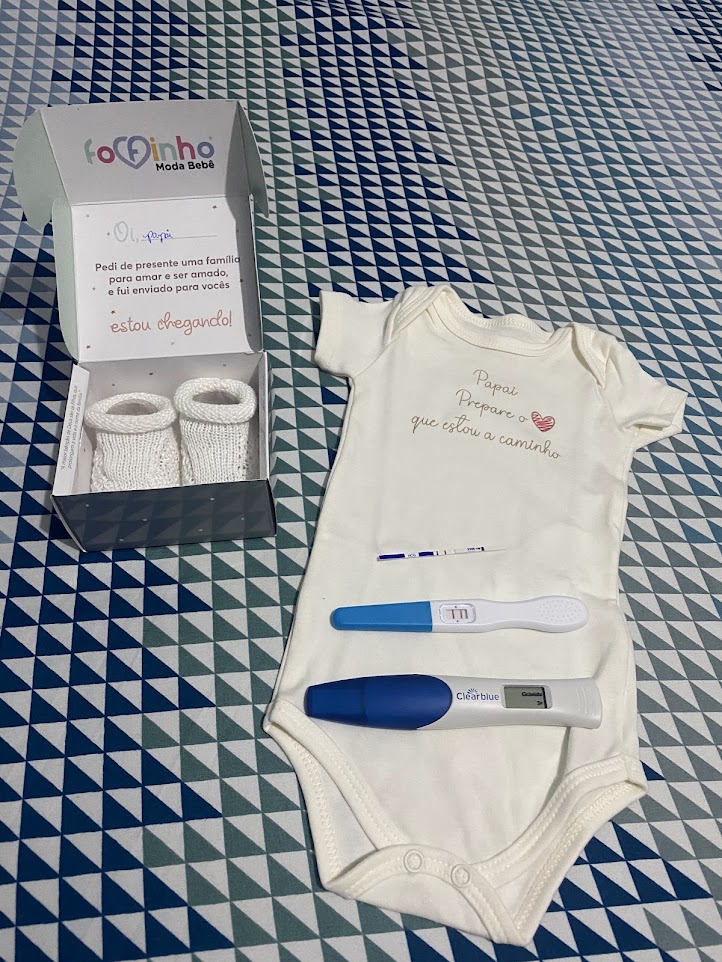 fofinho
Moda Bebê
Oi, papai
Pedi de presente uma família
para amar e ser amado,
e fui enviado para vocês
estou chegando!
Papai
Prepare o
que estou a caminho
HCG
Clearblue